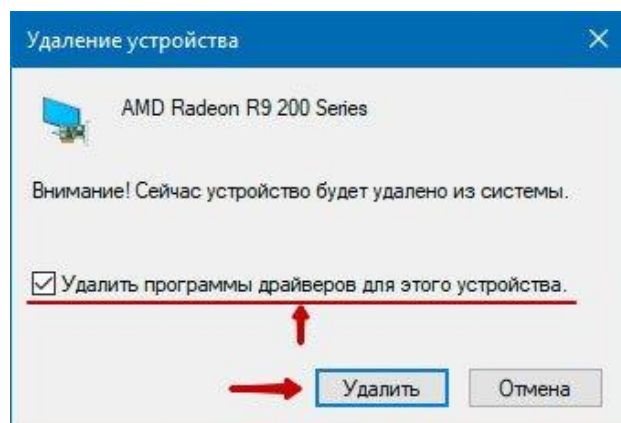 Удаление устройства
AMD Radeon R9 200 Series
Внимание! Сейчас устройство будет удалено из системы.
Удалить программы драйверов для этого устройства.
Удалить Отмена